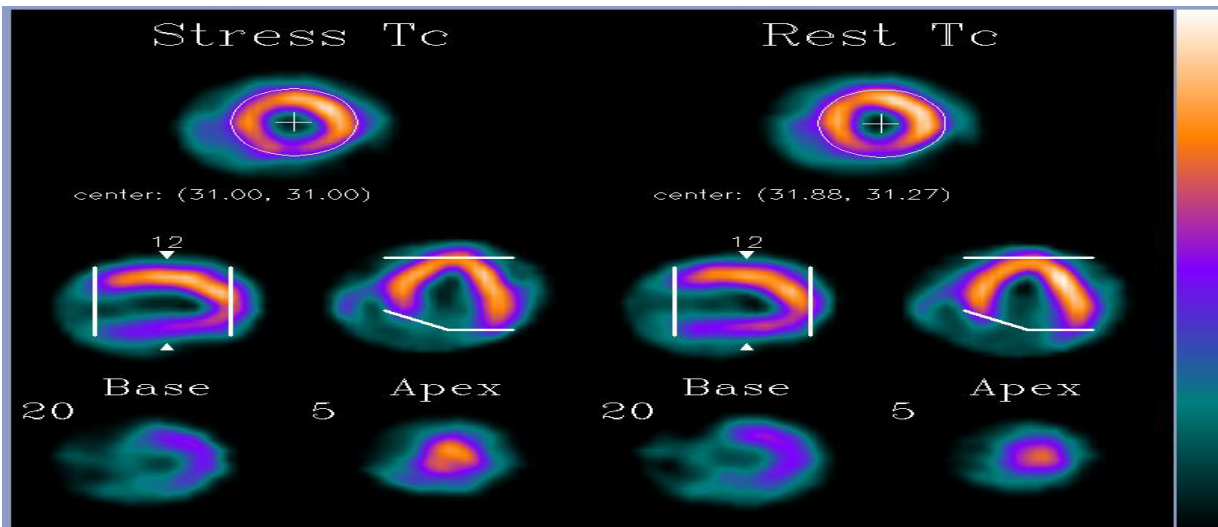 Stress Tc
Rest Tc
center: (31.00, 31.00)
center: (31.88, 31.27)
12
12
Base
Apex
Base
Apex
20
5
20
5